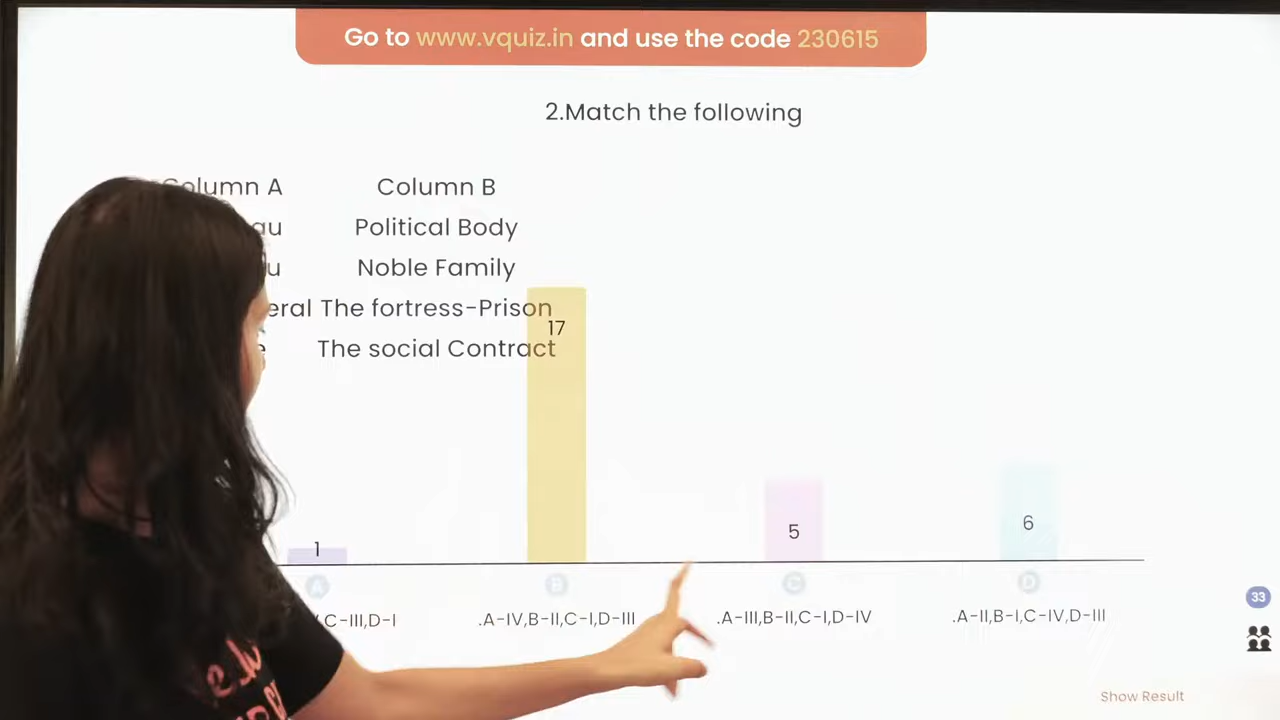 Go to www.vquiz.in and use the code 230615
2.Match the following
Column A Column B
Political Body
Noble Family
The fortress-Prison
The social Contract
17
1
5
6
A
B
C
D
,C-III,D-I
.A-IV,B-II,C-I,D-III
.A-III,B-II,C-I,D-IV
.A-II,B-I,C-IV,D-III
33
Show Result